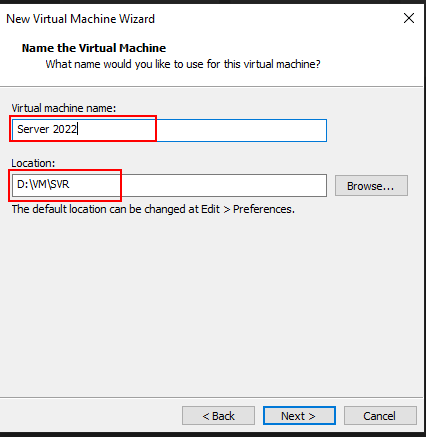 New Virtual Machine Wizard
Name the Virtual Machine
What name would you like to use for this virtual machine?
Virtual machine name:
Server 2022
Location:
D:\VM\SVR
Browse...
The default location can be changed at Edit > Preferences.
< Back
Next >
Cancel